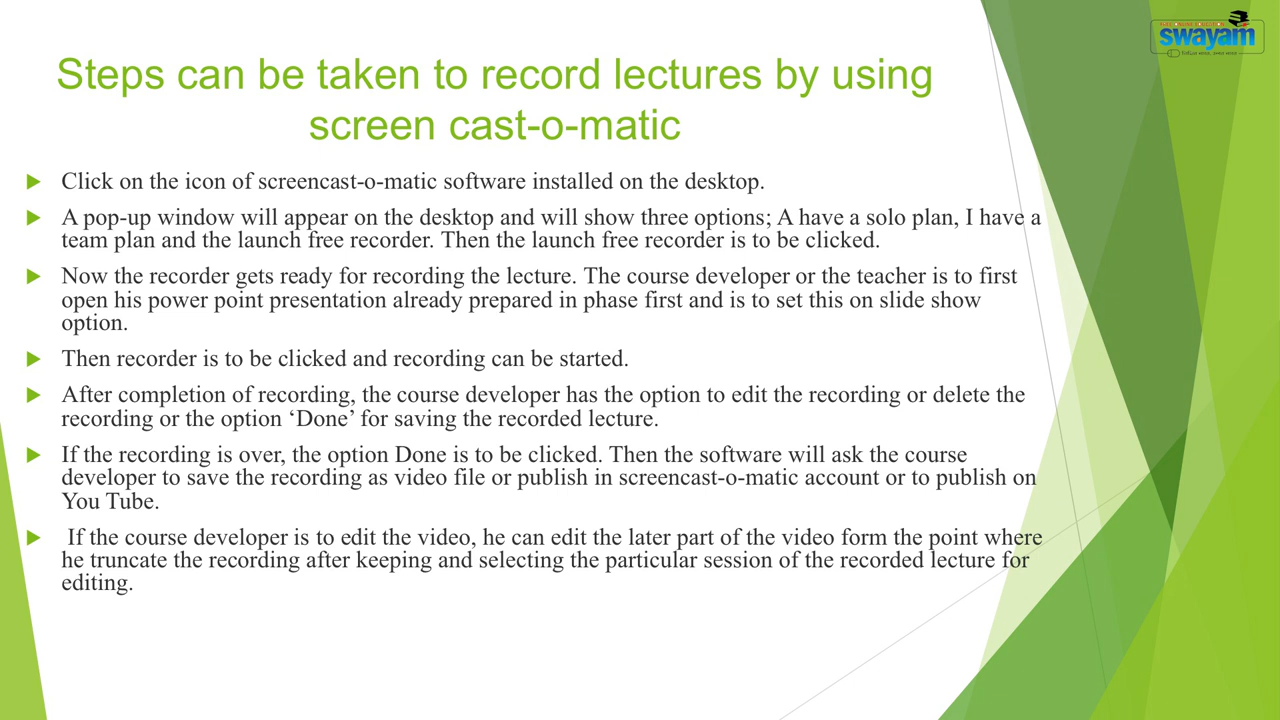 swayam
Steps can be taken to record lectures by using
screen cast-o-matic
Click on the icon of screencast-o-matic software installed on the desktop.
A pop-up window will appear on the desktop and will show three options; A have a solo plan, I have a
team plan and the launch free recorder. Then the launch free recorder is to be clicked.
Now the recorder gets ready for recording the lecture. The course developer or the teacher is to first
open his power point presentation already prepared in phase first and is to set this on slide show
option.
Then recorder is to be clicked and recording can be started.
After completion of recording, the course developer has the option to edit the recording or delete the
recording or the option ‘Done’ for saving the recorded lecture.
If the recording is over, the option Done is to be clicked. Then the software will ask the course
developer to save the recording as video file or publish in screencast-o-matic account or to publish on
You Tube.
If the course developer is to edit the video, he can edit the later part of the video form the point where
he truncate the recording after keeping and selecting the particular session of the recorded lecture for
editing.